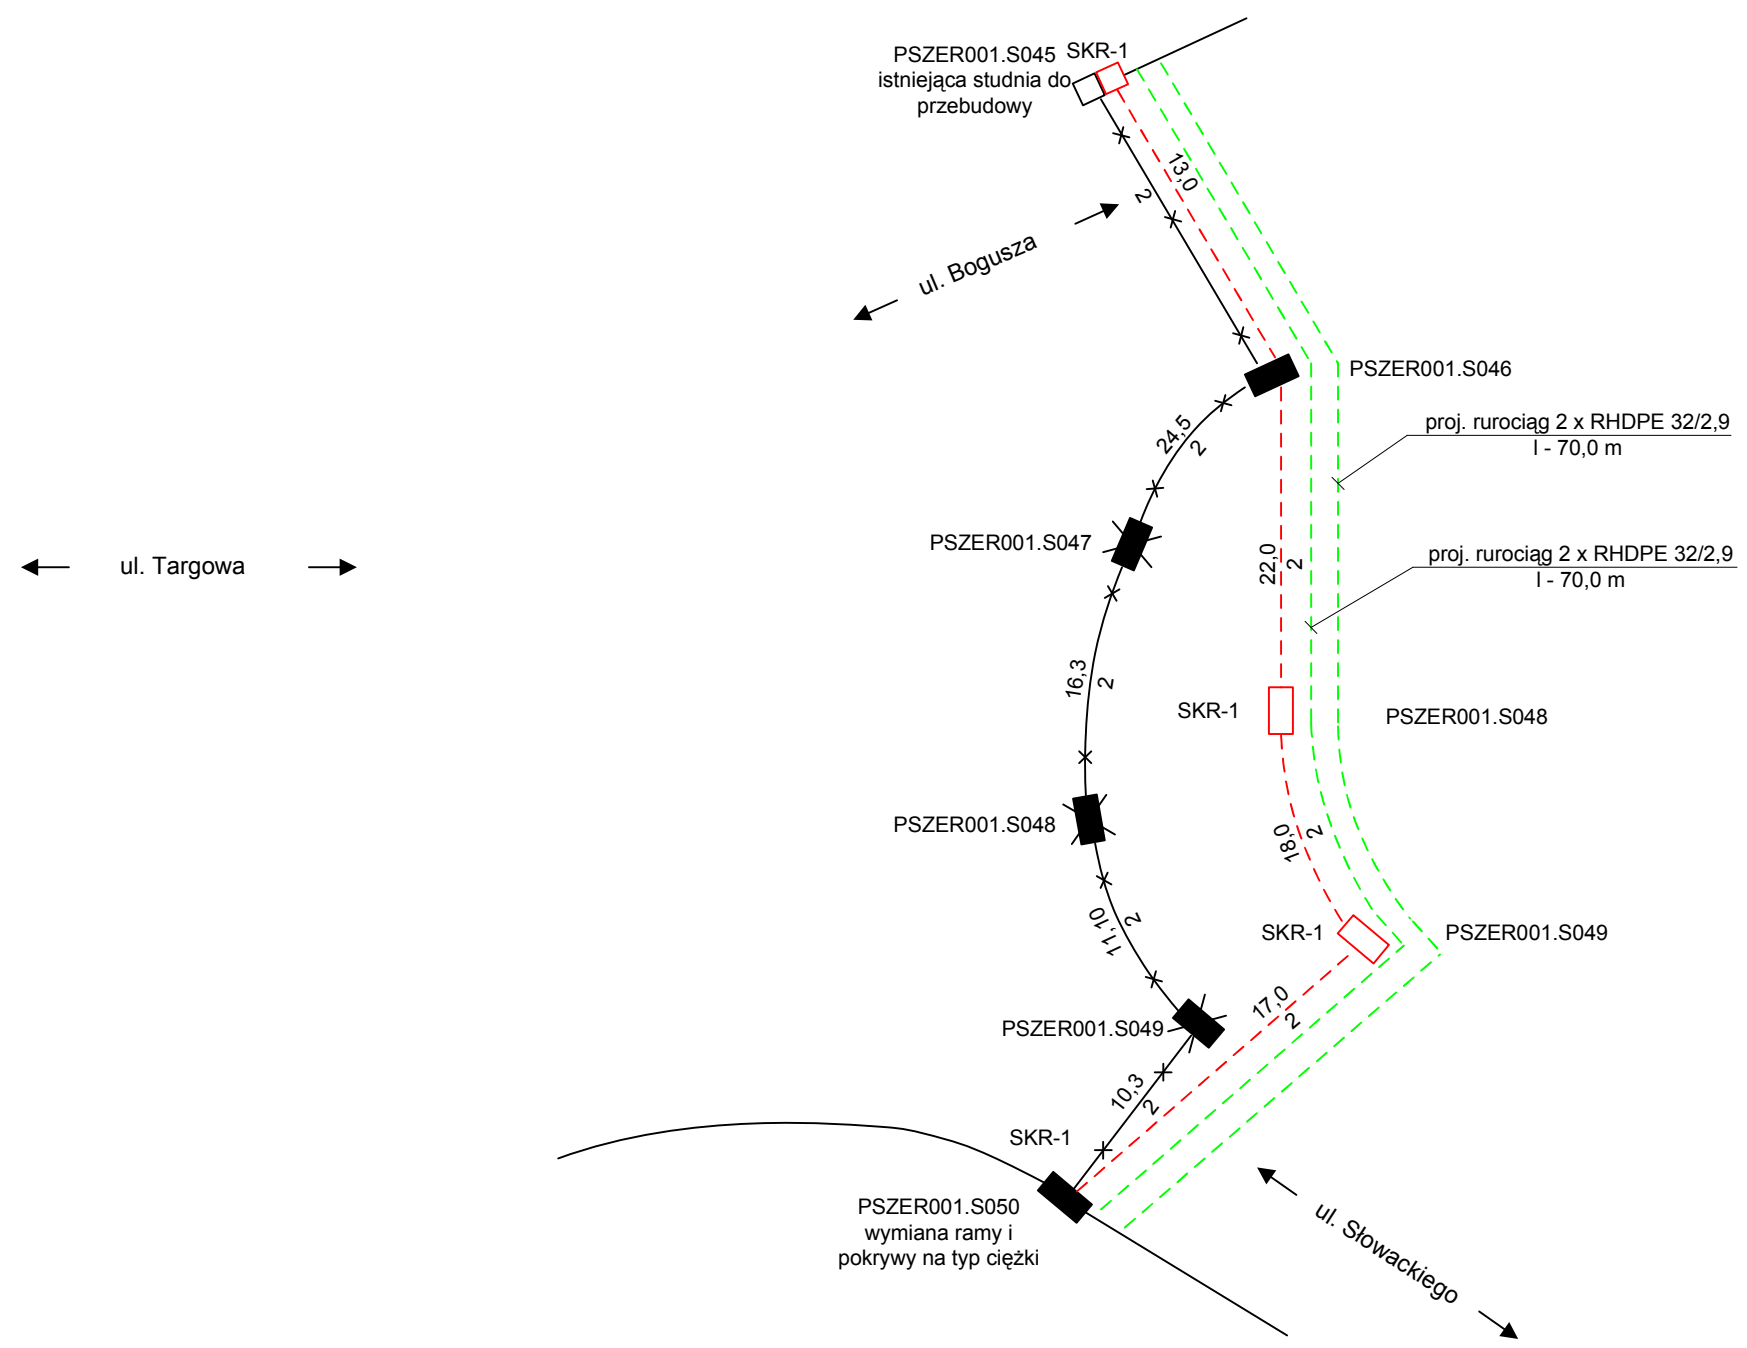 PSZER001.S045 SKR-1
istniejąca studnia do
przebudowy
13,0
2
ul. Bogusza
PSZER001.S046
proj. rurociąg 2 x RHDPE 32/2,9
l - 70,0 m
24,5
2
PSZER001.S047
ul. Targowa
22,0
2
proj. rurociąg 2 x RHDPE 32/2,9
l - 70,0 m
16,3
2
SKR-1
PSZER001.S048
PSZER001.S048
18,0
2
11,10
2
SKR-1
PSZER001.S049
17,0
2
PSZER001.S049
10,3
2
SKR-1
PSZER001.S050
wymiana ramy i
pokrywy na typ ciężki
ul. Słowackiego